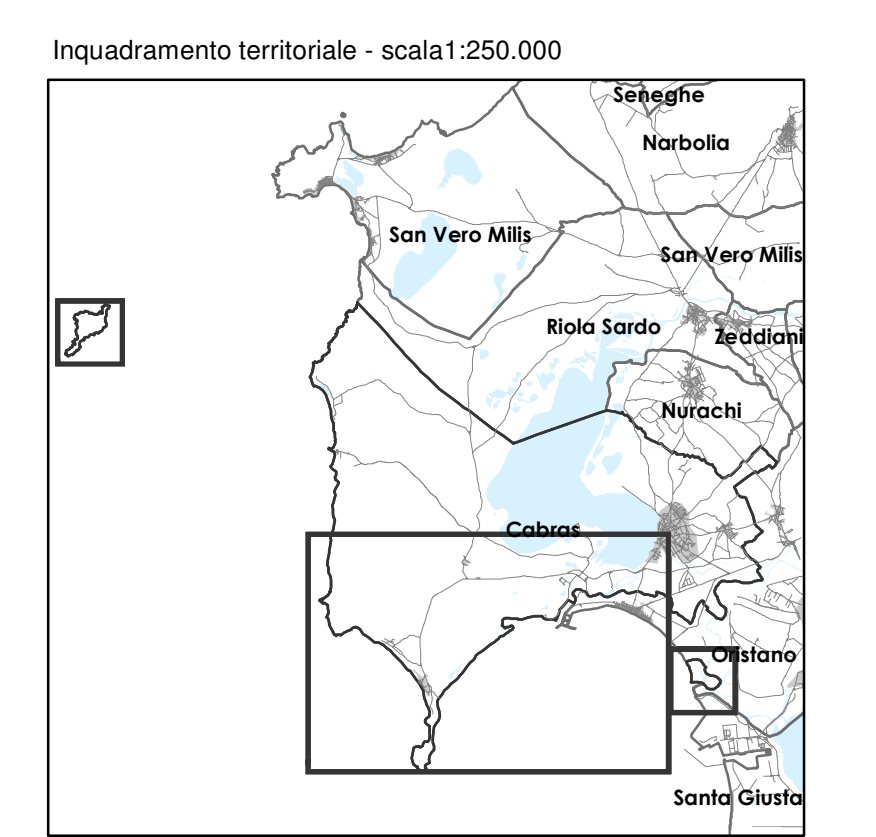 Inquadramento territoriale - scala1:250.000
Seneghe
Narbolia
San Vero Milis
San Vero Milis
Riola Sardo
Zeddiani
Nurachi
Cabras
Oristano
Santa Giusta